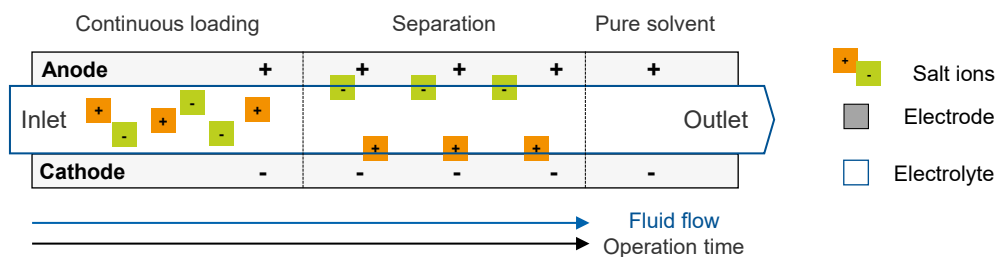 Continuous loading Separation Pure solvent
Anode + + + + +
- - -
+ - + - + - +
Inlet Outlet
+ + +
Cathode - - - - -
Salt ions
+ -
Electrode
Electrolyte
Fluid flow
Operation time